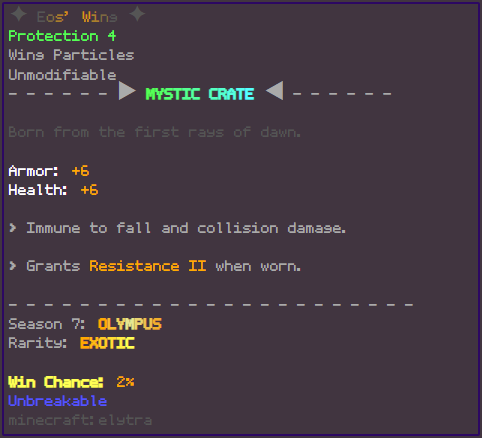 ✦ Eos' Wing ✦
Protection 4
Wing Particles
Unmodifiable
- - - - - - ▶ MYSTIC CRATE ◀ - - - - - -
Born from the first rays of dawn.
Armor: +6
Health: +6
> Immune to fall and collision damage.
> Grants Resistance II when worn.
- - - - - - - - - - - - - - - - - - - - - - - -
Season 7: OLYMPUS
Rarity: EXOTIC
Win Chance: 2%
Unbreakable
minecraft:elytra